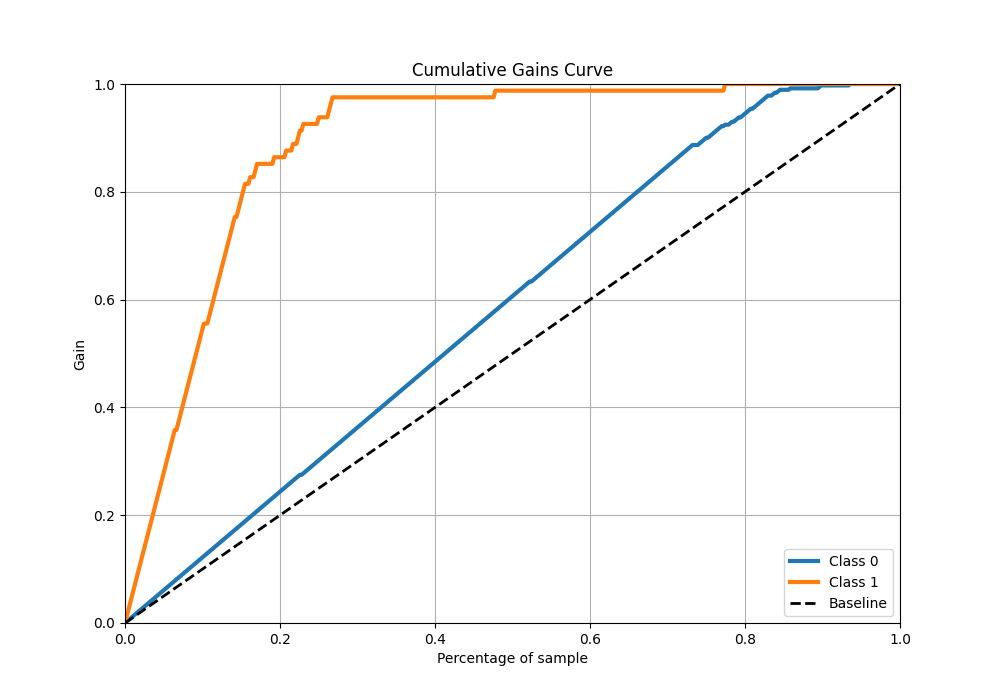 Cumulative Gains Curve
1.0
0.8
0.6
0.4
0.2
0.0
Gain
0.0 0.2 0.4 0.6 0.8 1.0
Percentage of sample
Class 0
Class 1
Baseline